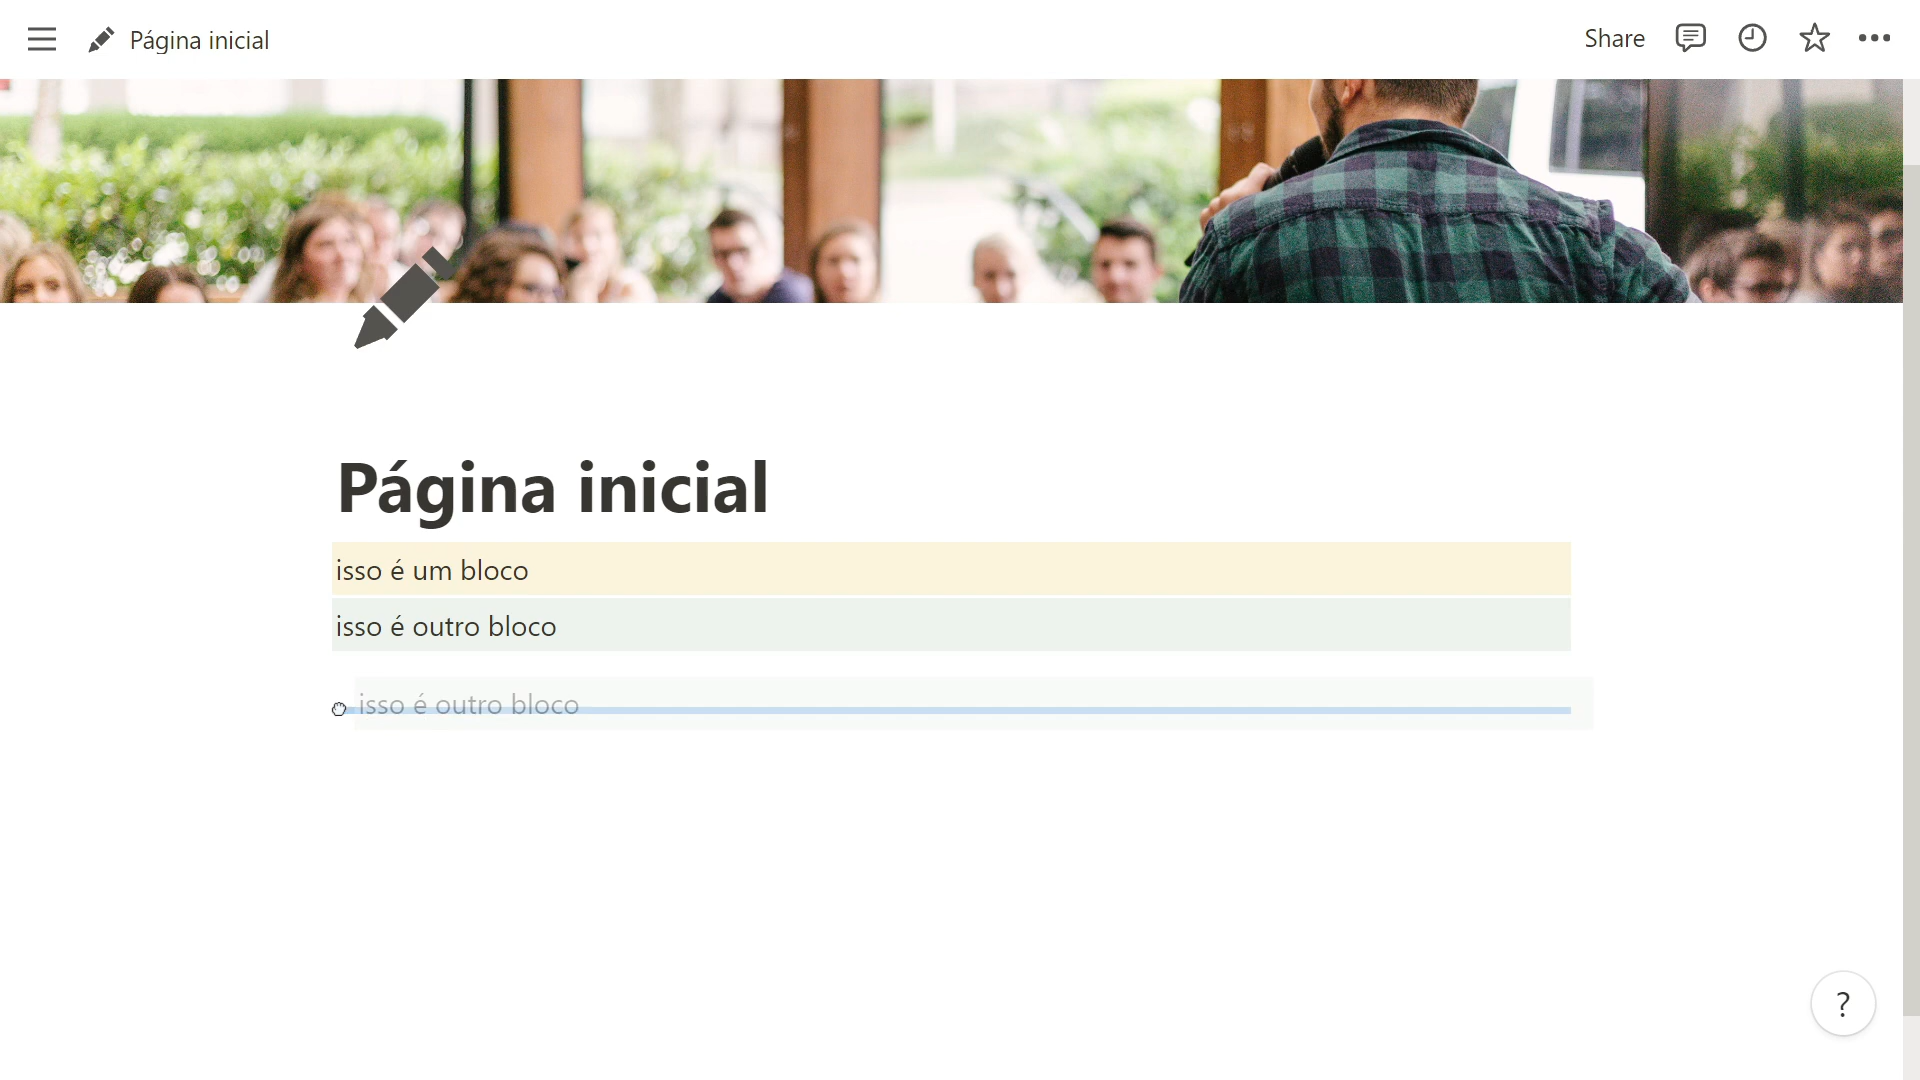 Página inicial
Share
Página inicial
isso é um bloco
isso é outro bloco
isso é outro bloco
?